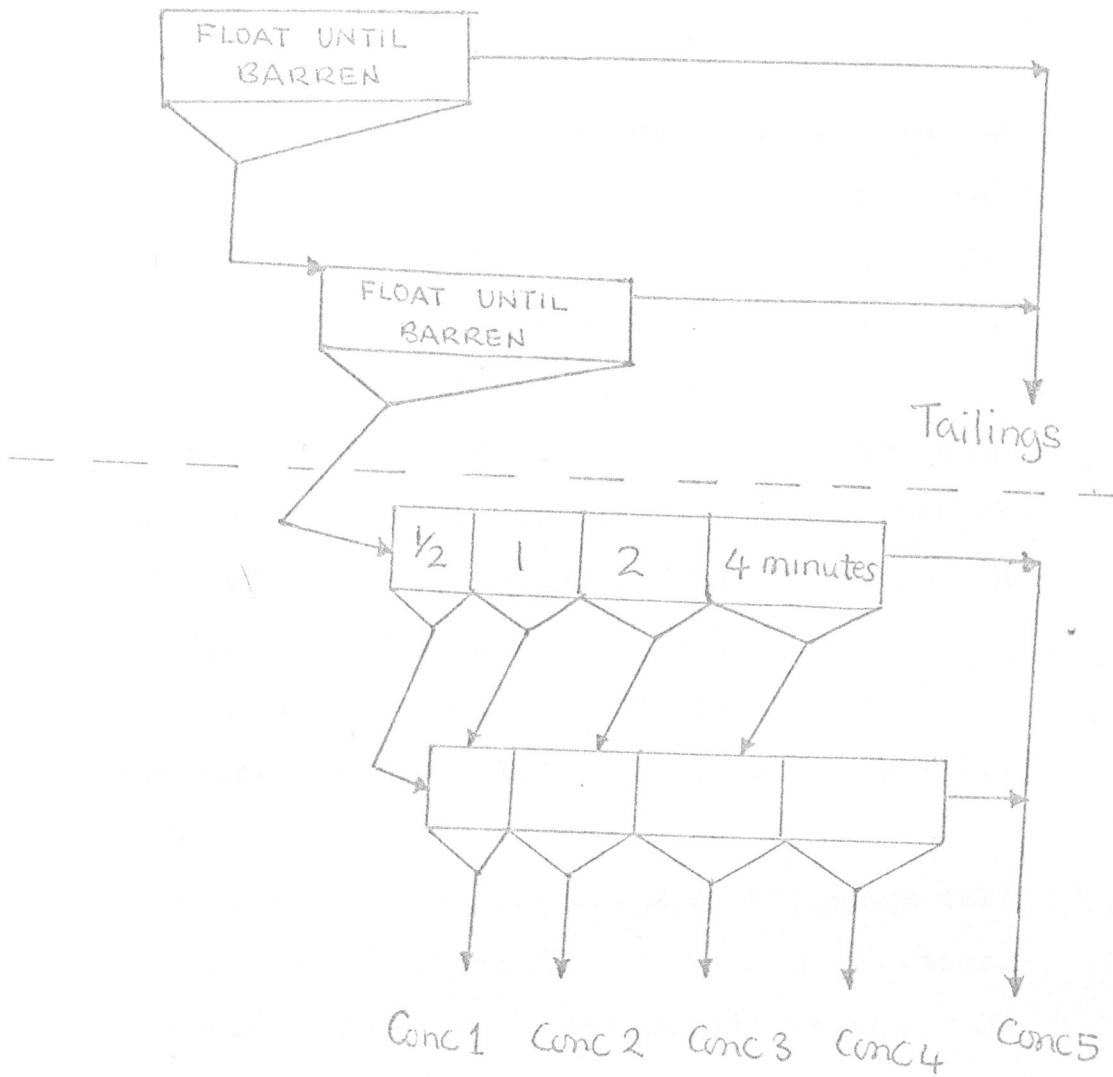 FLOAT UNTIL
BARREN
FLOAT UNTIL
BARREN
Tailings
1/2 1 2 4 minutes
Conc 1 Conc 2 Conc 3 Conc 4 Conc 5